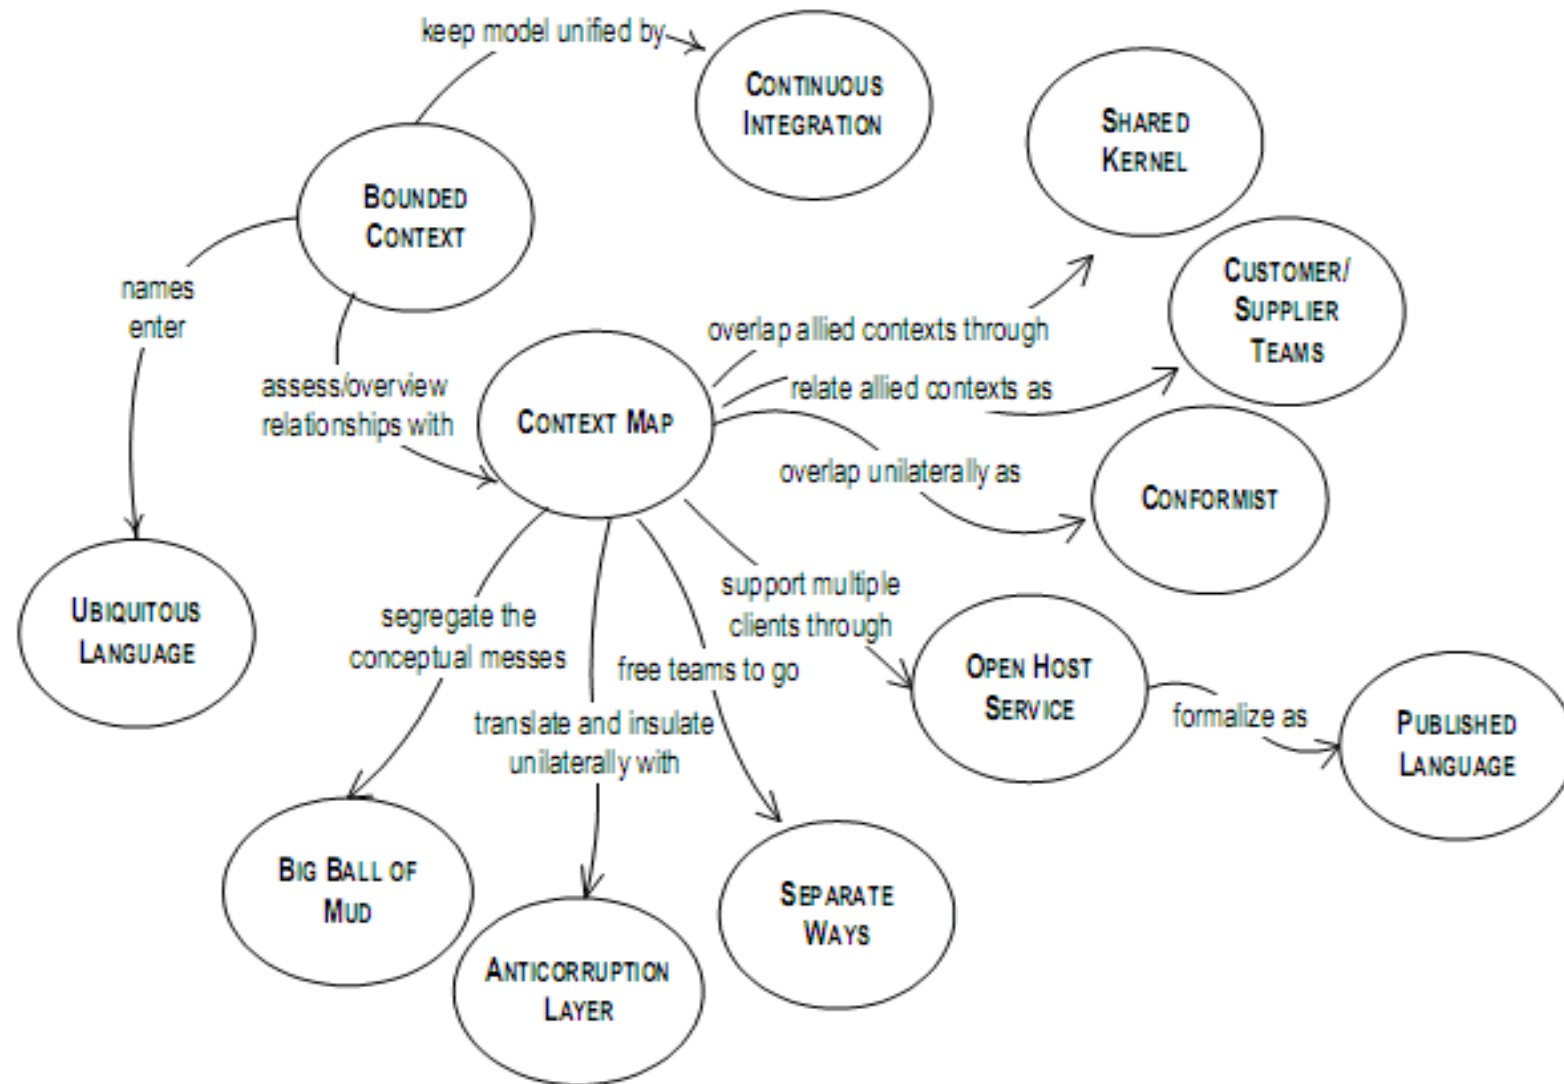 keep model unified by
CONTINUOUS
INTEGRATION
SHARED
KERNEL
BOUNDED
CONTEXT
names
enter
CUSTOMER/
SUPPLIER
TEAMS
overlap allied contexts through
assess/overview
relationships with
relate allied contexts as
CONTEXT MAP
overlap unilaterally as
CONFORMIST
UBIQUITOUS
LANGUAGE
segregate the
conceptual messes
support multiple
clients through
free teams to go
translate and insulate
unilaterally with
OPEN HOST
SERVICE
formalize as
PUBLISHED
LANGUAGE
BIG BALL OF
MUD
SEPARATE
WAYS
ANTICORRUPTION
LAYER